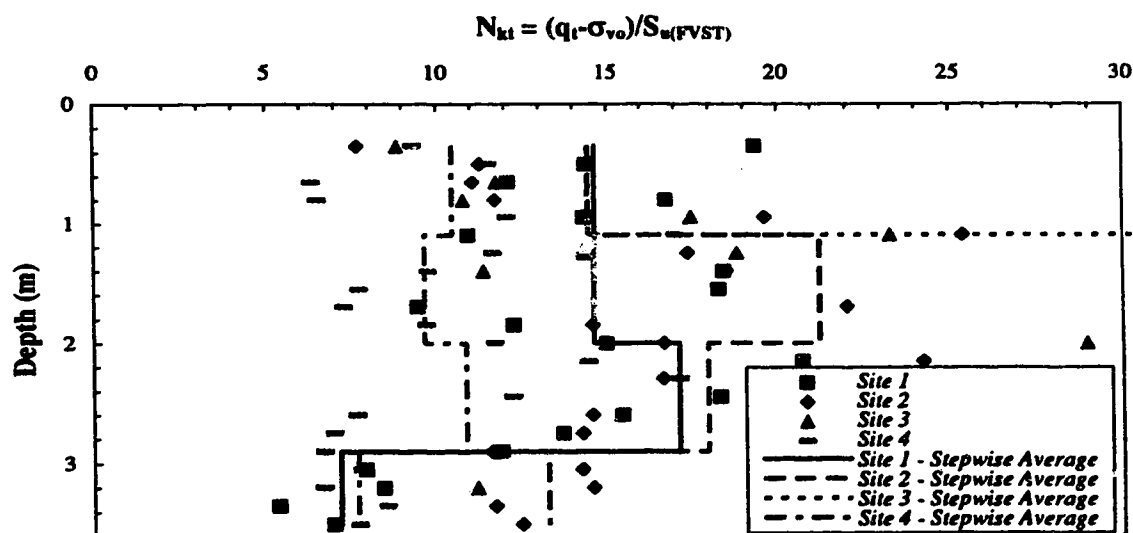 N_kt = (q_t-σ_vo)/S_u(FVST)
0 5 10 15 20 25 30
0
1
2
3
Depth (m)
Site 1
Site 2
Site 3
Site 4
Site 1 - Stepwise Average
Site 2 - Stepwise Average
Site 3 - Stepwise Average
Site 4 - Stepwise Average